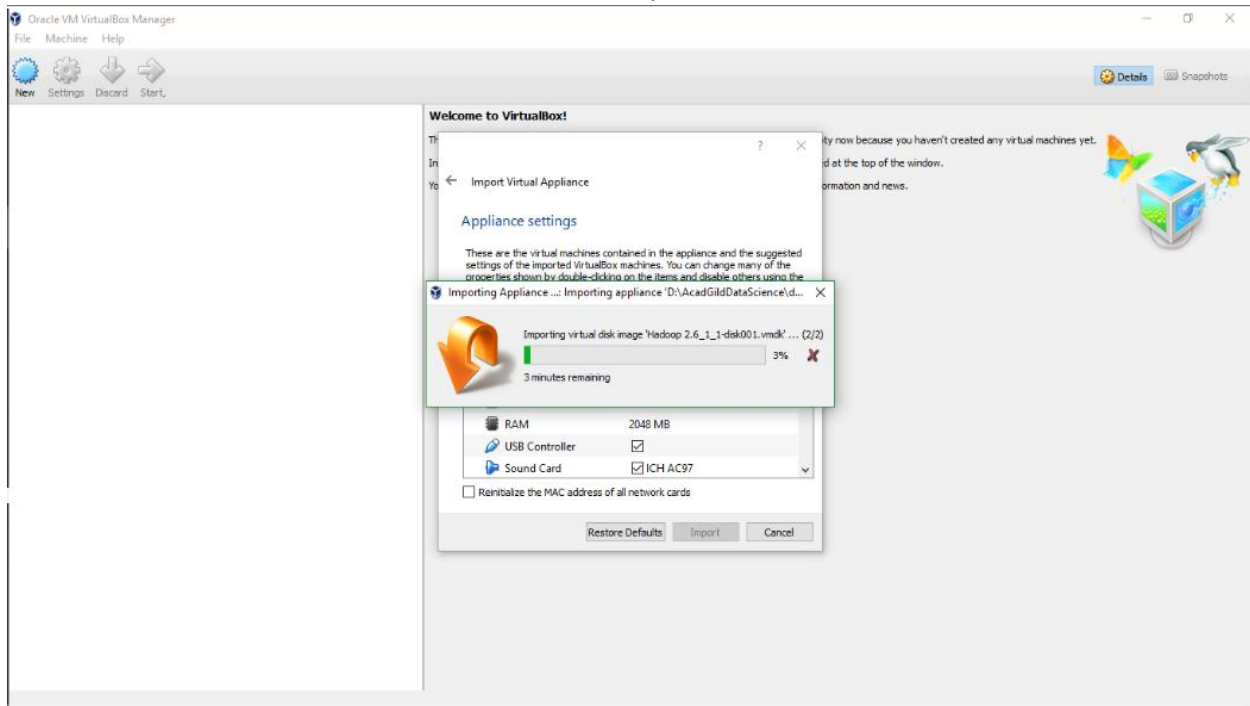 Oracle VM VirtualBox Manager
File Machine Help
New Settings Discard Start.
Details Snapshots
Welcome to VirtualBox!
Th
ity now because you haven't created any virtual machines yet.
In
d at the top of the window.
Yo
ormation and news.
?
Import Virtual Appliance
Appliance settings
These are the virtual machines contained in the appliance and the suggested
settings of the imported VirtualBox machines. You can change many of the
properties shown by double-clicking on the items and disable others using the
Importing Appliance ...: Importing appliance 'D:\AcadGildDataScience\d...
Importing virtual disk image 'Hadoop 2.6_1_1-disk001.vmdk' ... (2/2)
3%
3 minutes remaining
RAM 2048 MB
USB Controller
Sound Card ICH AC97
Reinitialize the MAC address of all network cards
Restore Defaults Import Cancel